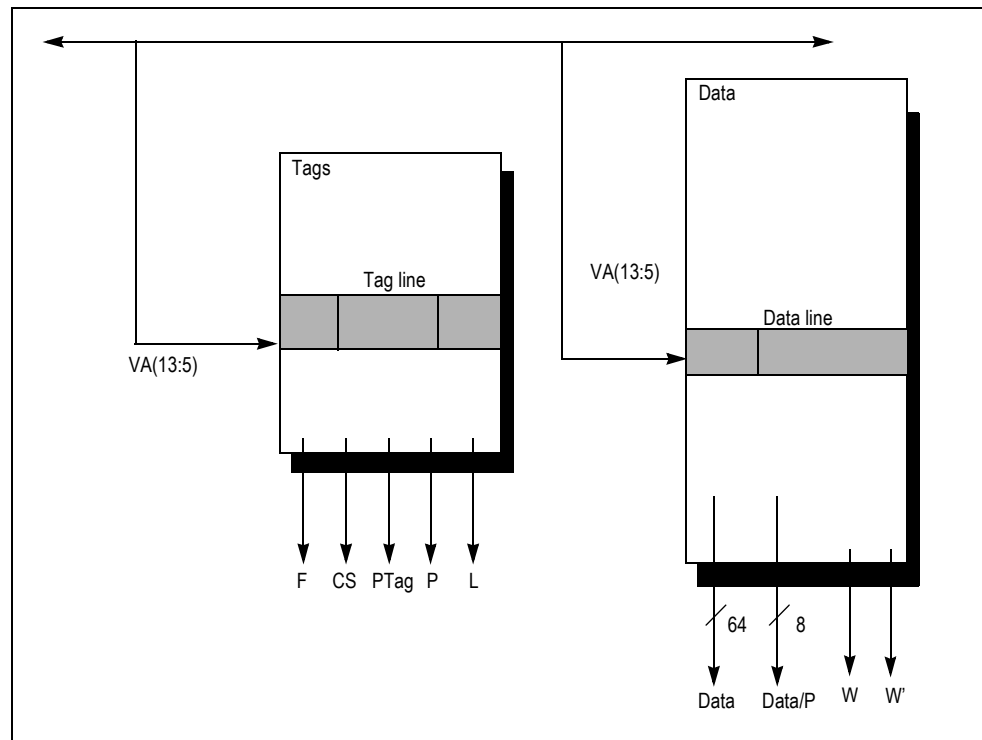 Data
Tags
VA(13:5)
Tag line
Data line
VA(13:5)
F CS PTag P L
64 8
Data Data/P W W'